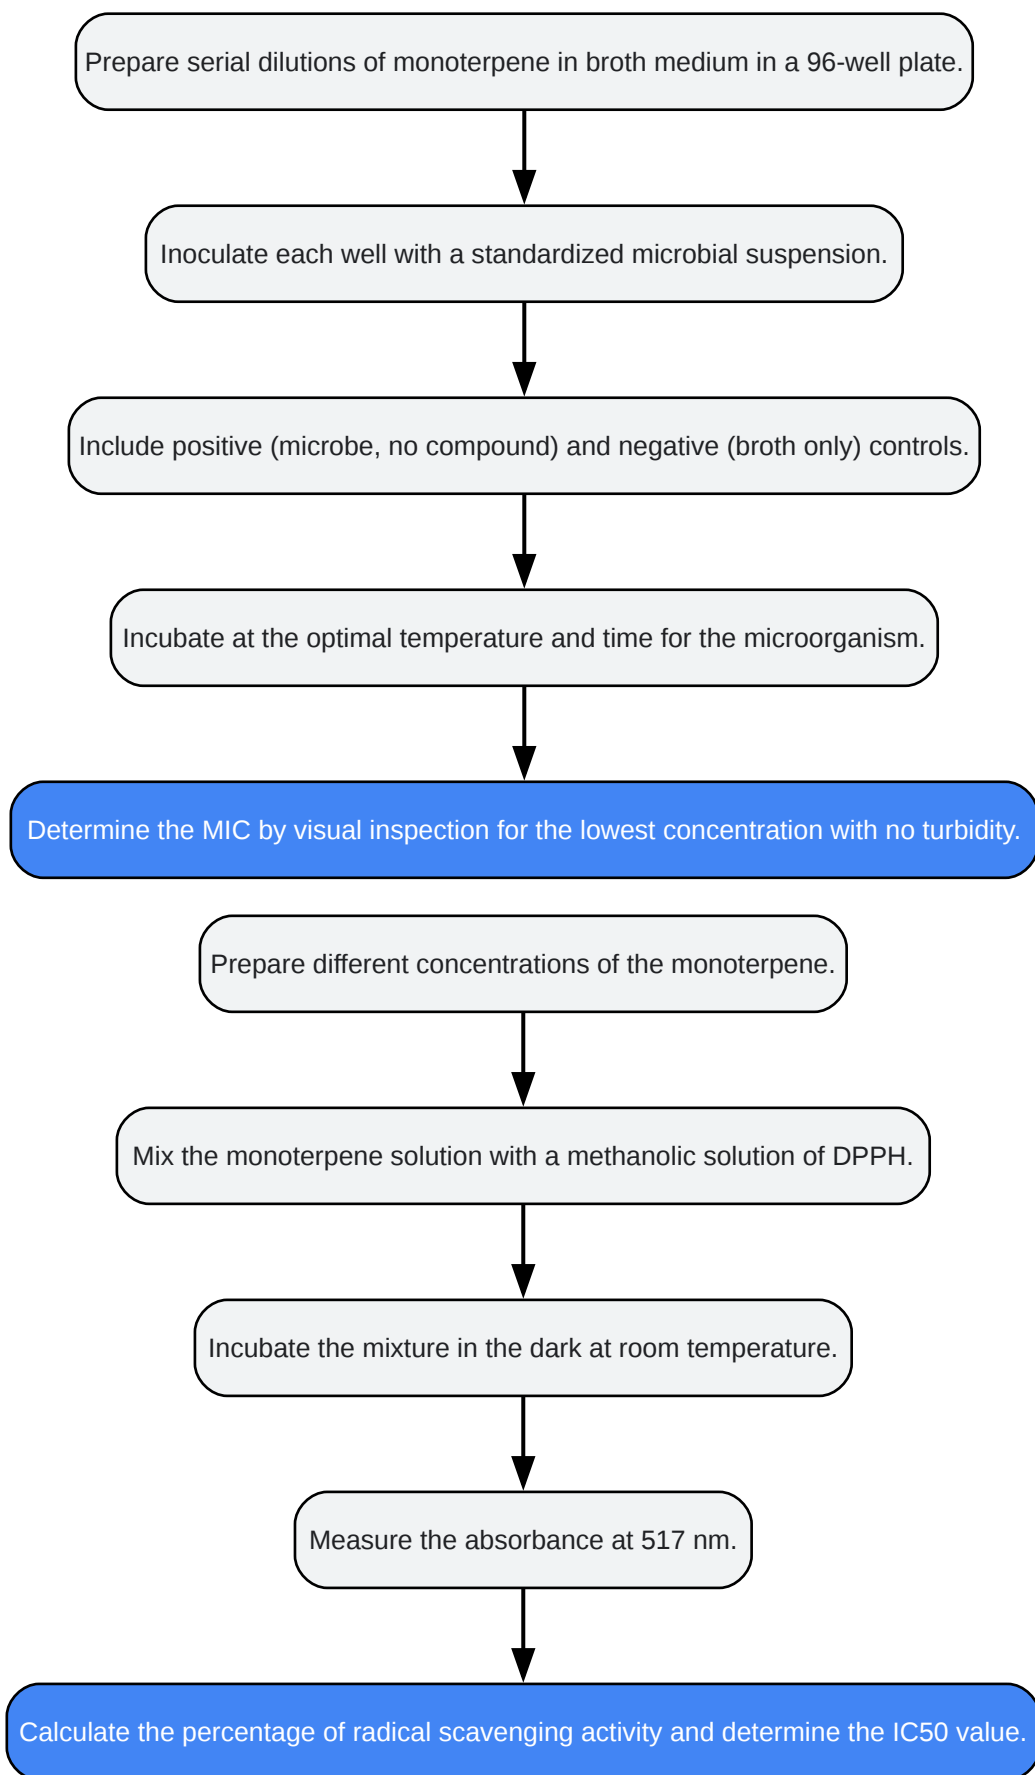 Prepare serial dilutions of monoterpene in broth medium in a 96-well plate.
Inoculate each well with a standardized microbial suspension.
Include positive (microbe, no compound) and negative (broth only) controls.
Incubate at the optimal temperature and time for the microorganism.
Determine the MIC by visual inspection for the lowest concentration with no turbidity.
Prepare different concentrations of the monoterpene.
Mix the monoterpene solution with a methanolic solution of DPPH.
Incubate the mixture in the dark at room temperature.
Measure the absorbance at 517 nm.
Calculate the percentage of radical scavenging activity and determine the IC50 value.